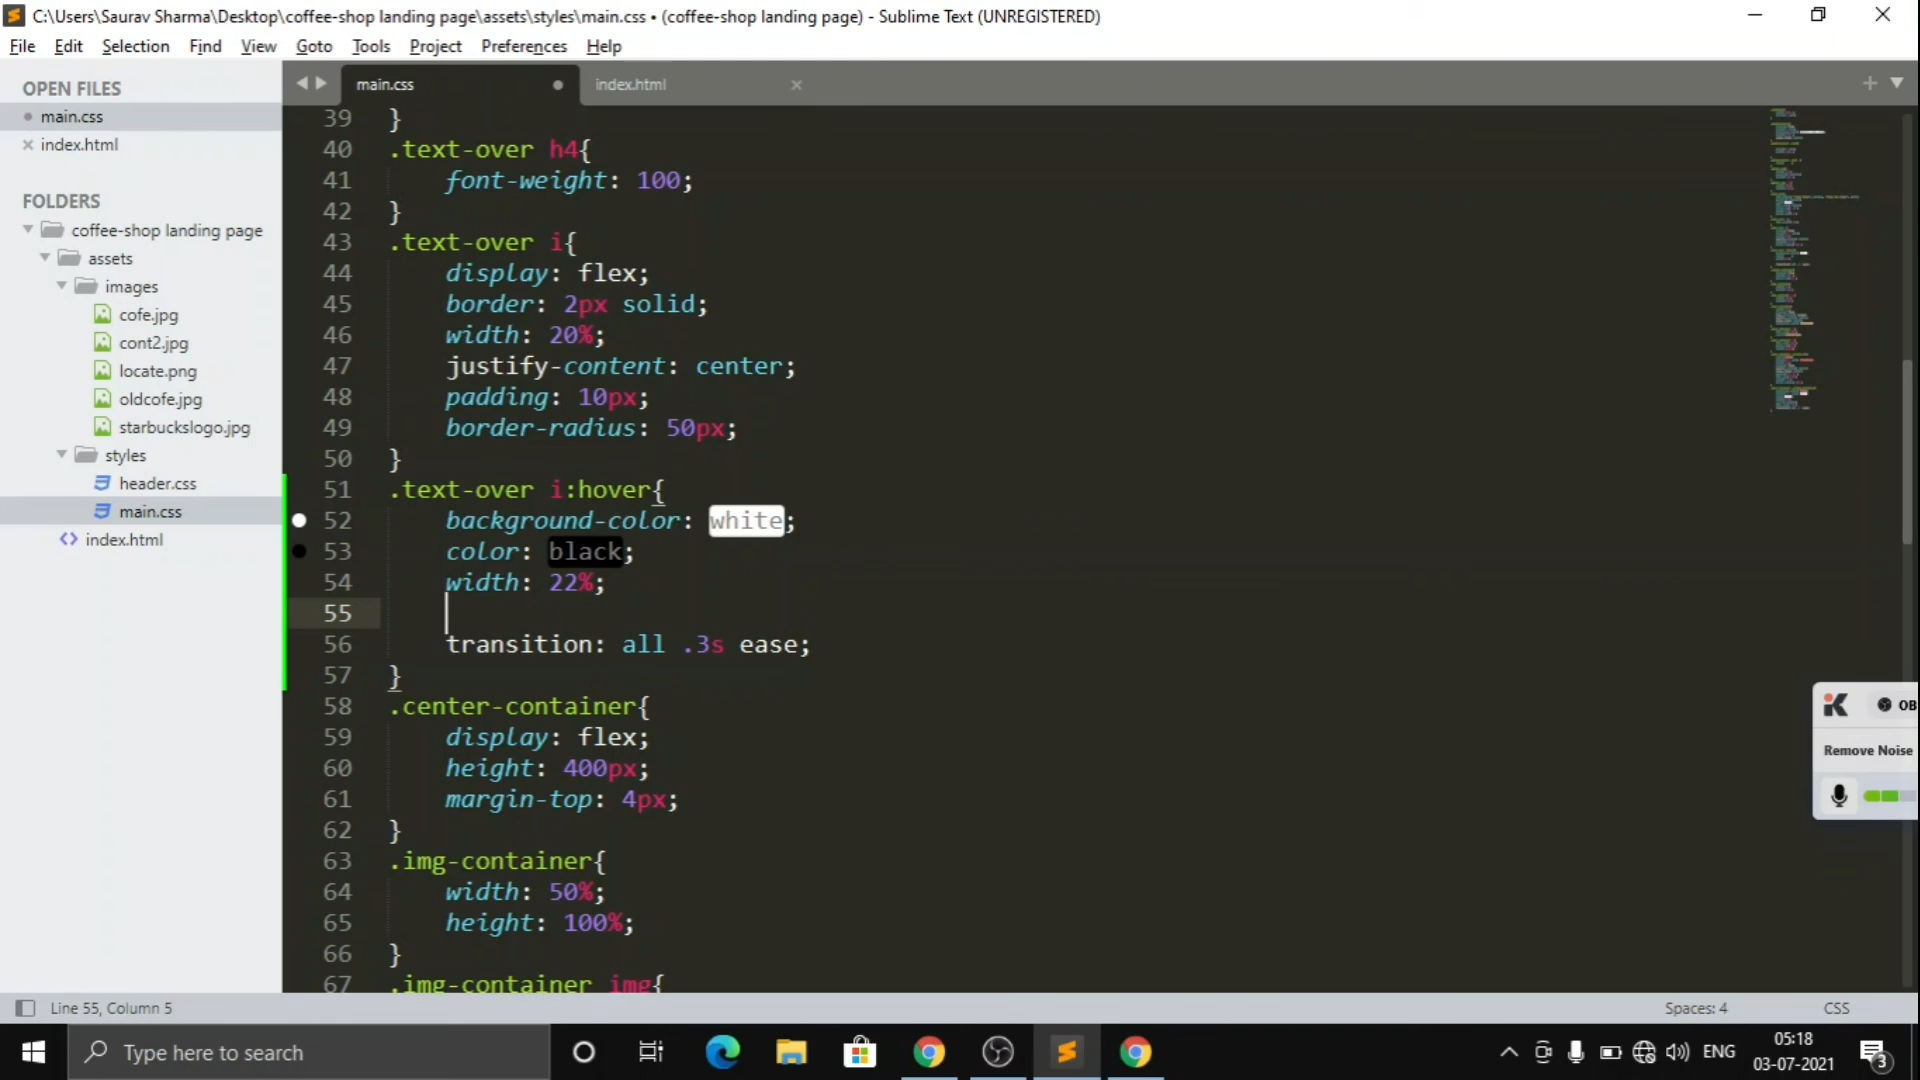 C:\Users\Saurav Sharma\Desktop\coffee-shop landing page\assets\styles\main.css • (coffee-shop landing page) - Sublime Text (UNREGISTERED)
File Edit Selection Find View Goto Tools Project Preferences Help
OPEN FILES
main.css
index.html
FOLDERS
coffee-shop landing page
assets
images
cofe.jpg
cont2.jpg
locate.png
oldcofe.jpg
starbuckslogo.jpg
styles
header.css
main.css
index.html
main.css index.html
39 }
40 .text-over h4{
41 font-weight: 100;
42 }
43 .text-over i{
44 display: flex;
45 border: 2px solid;
46 width: 20%;
47 justify-content: center;
48 padding: 10px;
49 border-radius: 50px;
50 }
51 .text-over i:hover{
52 background-color: white;
53 color: black;
54 width: 22%;
55
56 transition: all .3s ease;
57 }
58 .center-container{
59 display: flex;
60 height: 400px;
61 margin-top: 4px;
62 }
63 .img-container{
64 width: 50%;
65 height: 100%;
66 }
67 .img-container img{
OB
Remove Noise
Line 55, Column 5
Spaces: 4
CSS
Type here to search
ENG
05:18
03-07-2021
3